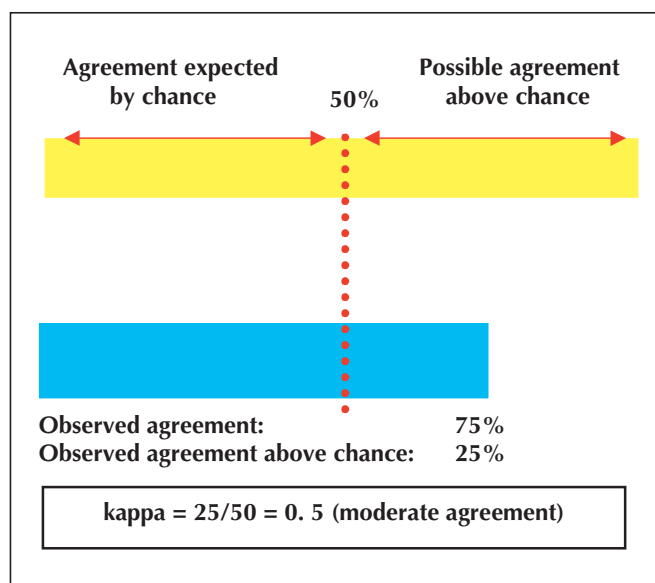 Agreement expected
by chance
50%
Possible agreement
above chance
Observed agreement: 75%
Observed agreement above chance: 25%
kappa = 25/50 = 0. 5 (moderate agreement)